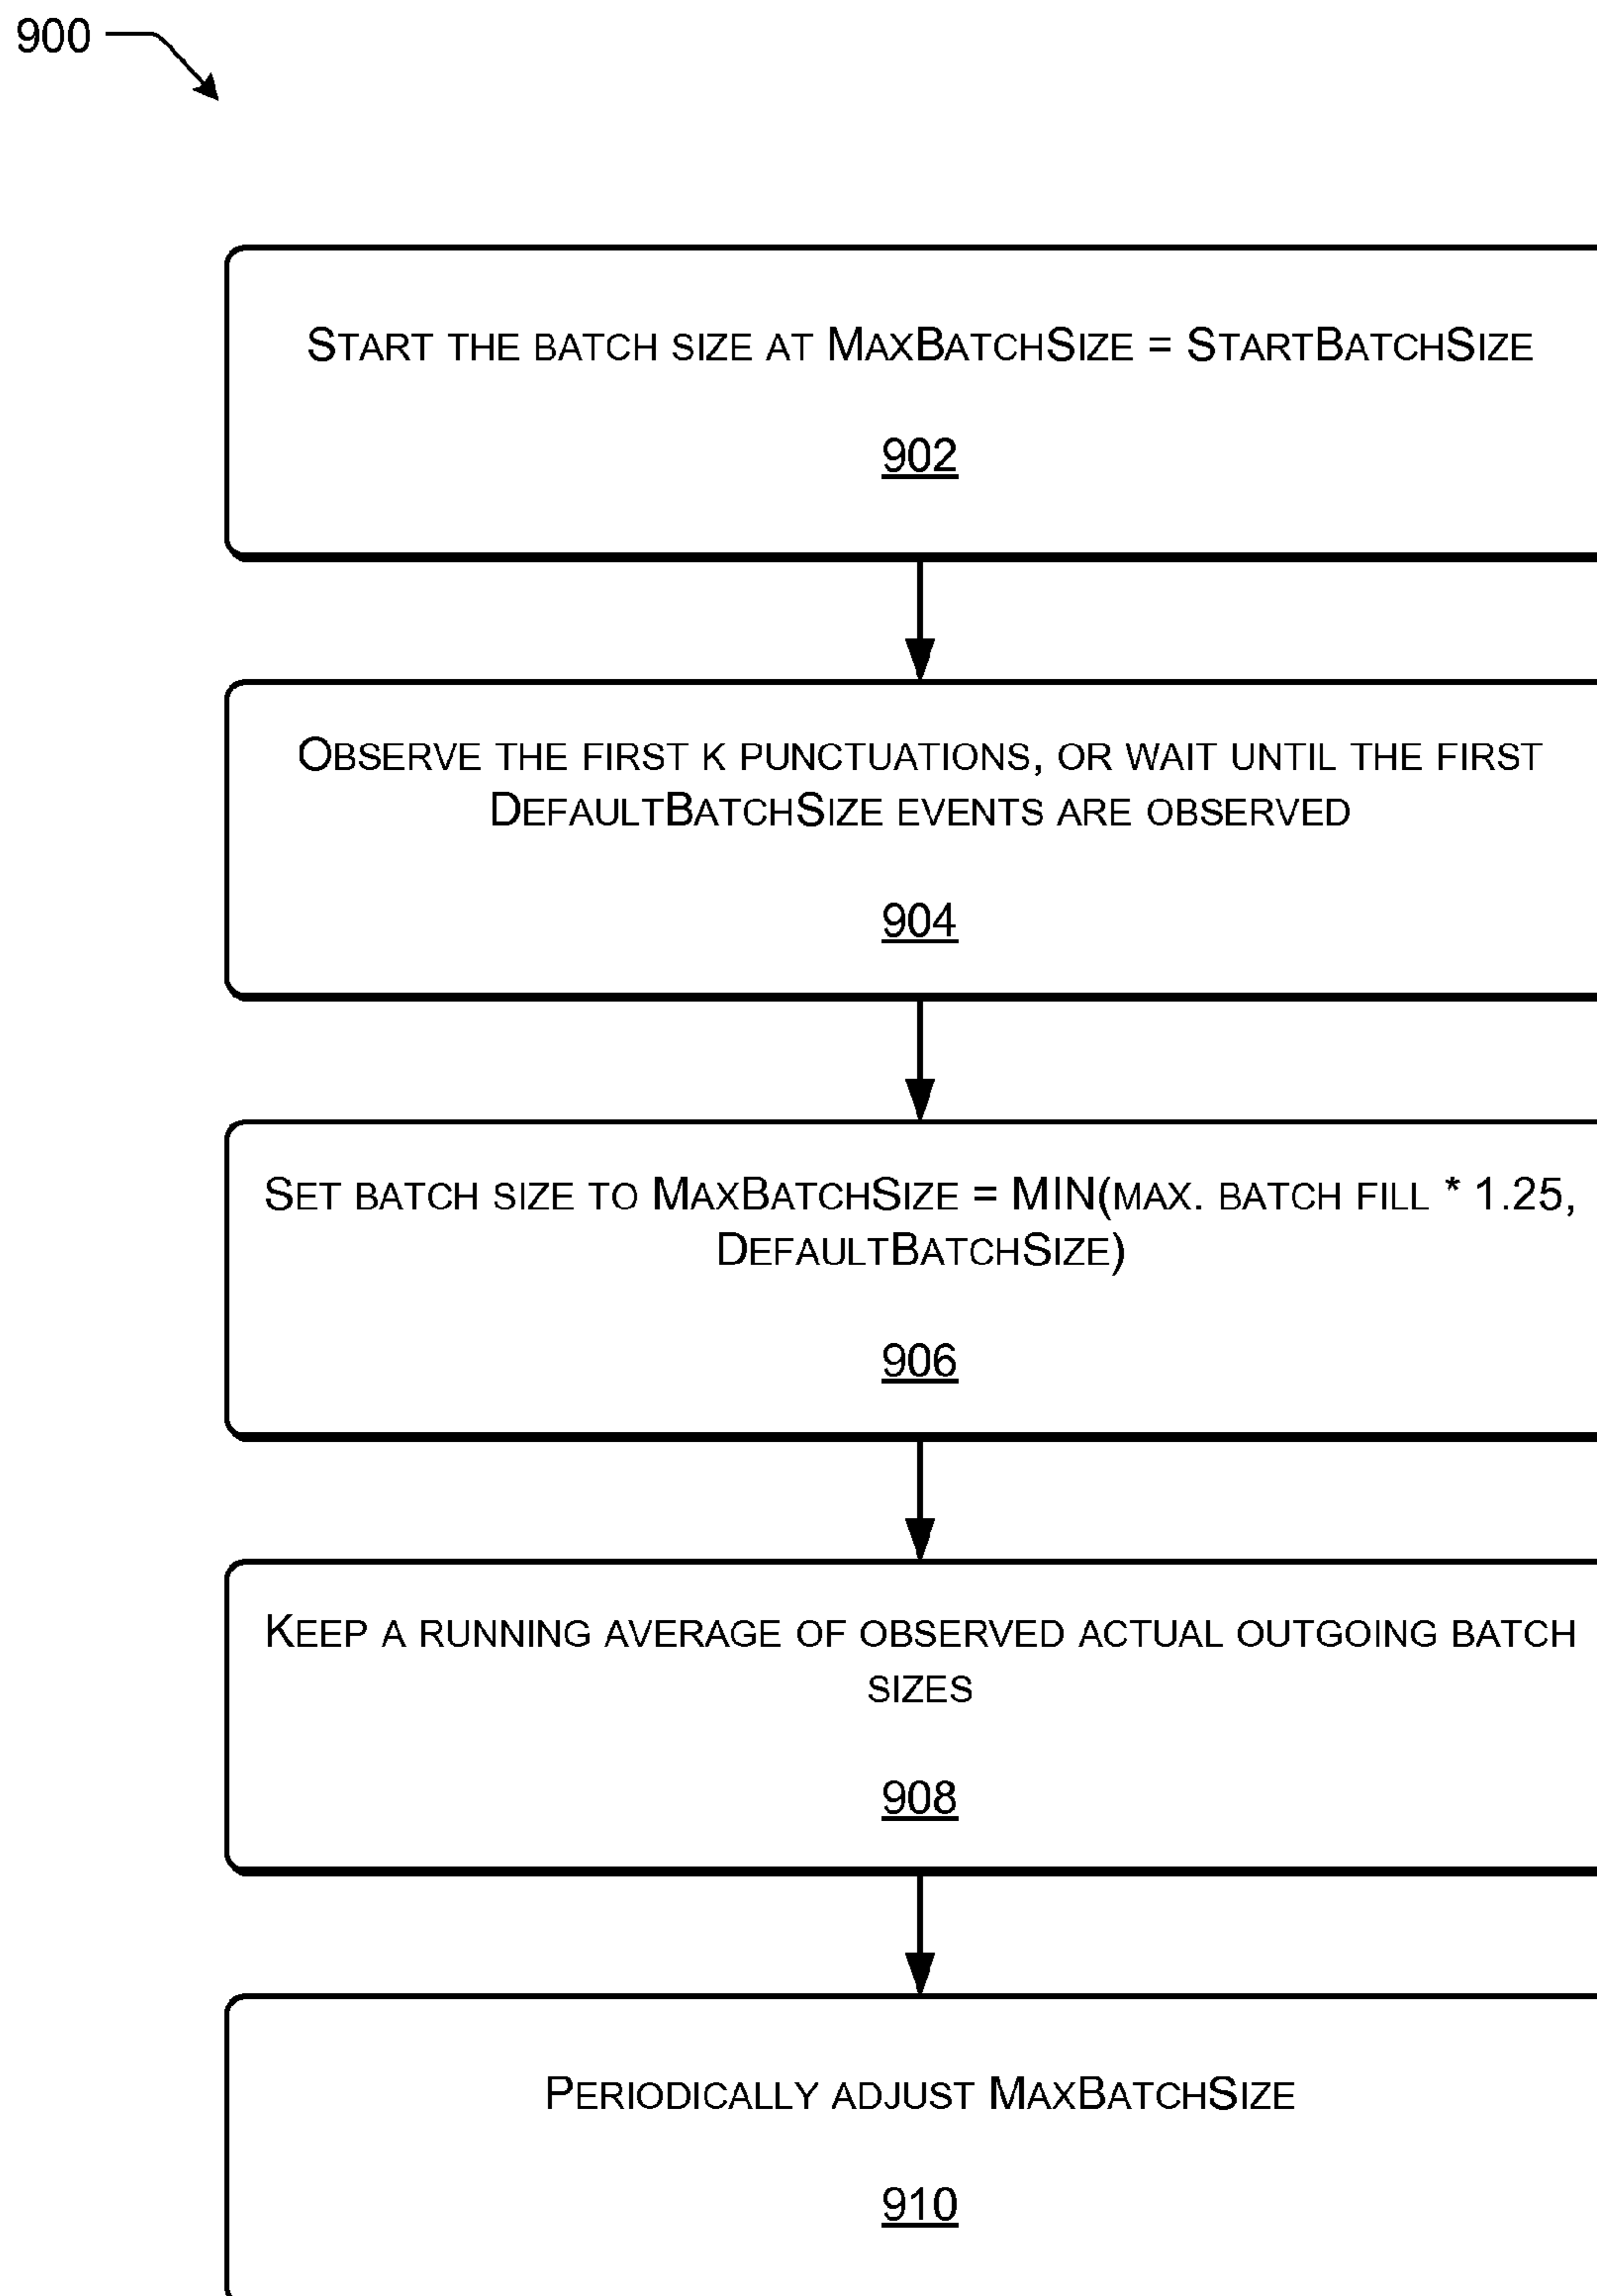 900
START THE BATCH SIZE AT MAXBATCHSIZE = STARTBATCHSIZE
902
OBSERVE THE FIRST K PUNCTUATIONS, OR WAIT UNTIL THE FIRST
DEFAULTBATCHSIZE EVENTS ARE OBSERVED
904
SET BATCH SIZE TO MAXBATCHSIZE = MIN(MAX. BATCH FILL * 1.25,
DEFAULTBATCHSIZE)
906
KEEP A RUNNING AVERAGE OF OBSERVED ACTUAL OUTGOING BATCH
SIZES
908
PERIODICALLY ADJUST MAXBATCHSIZE
910